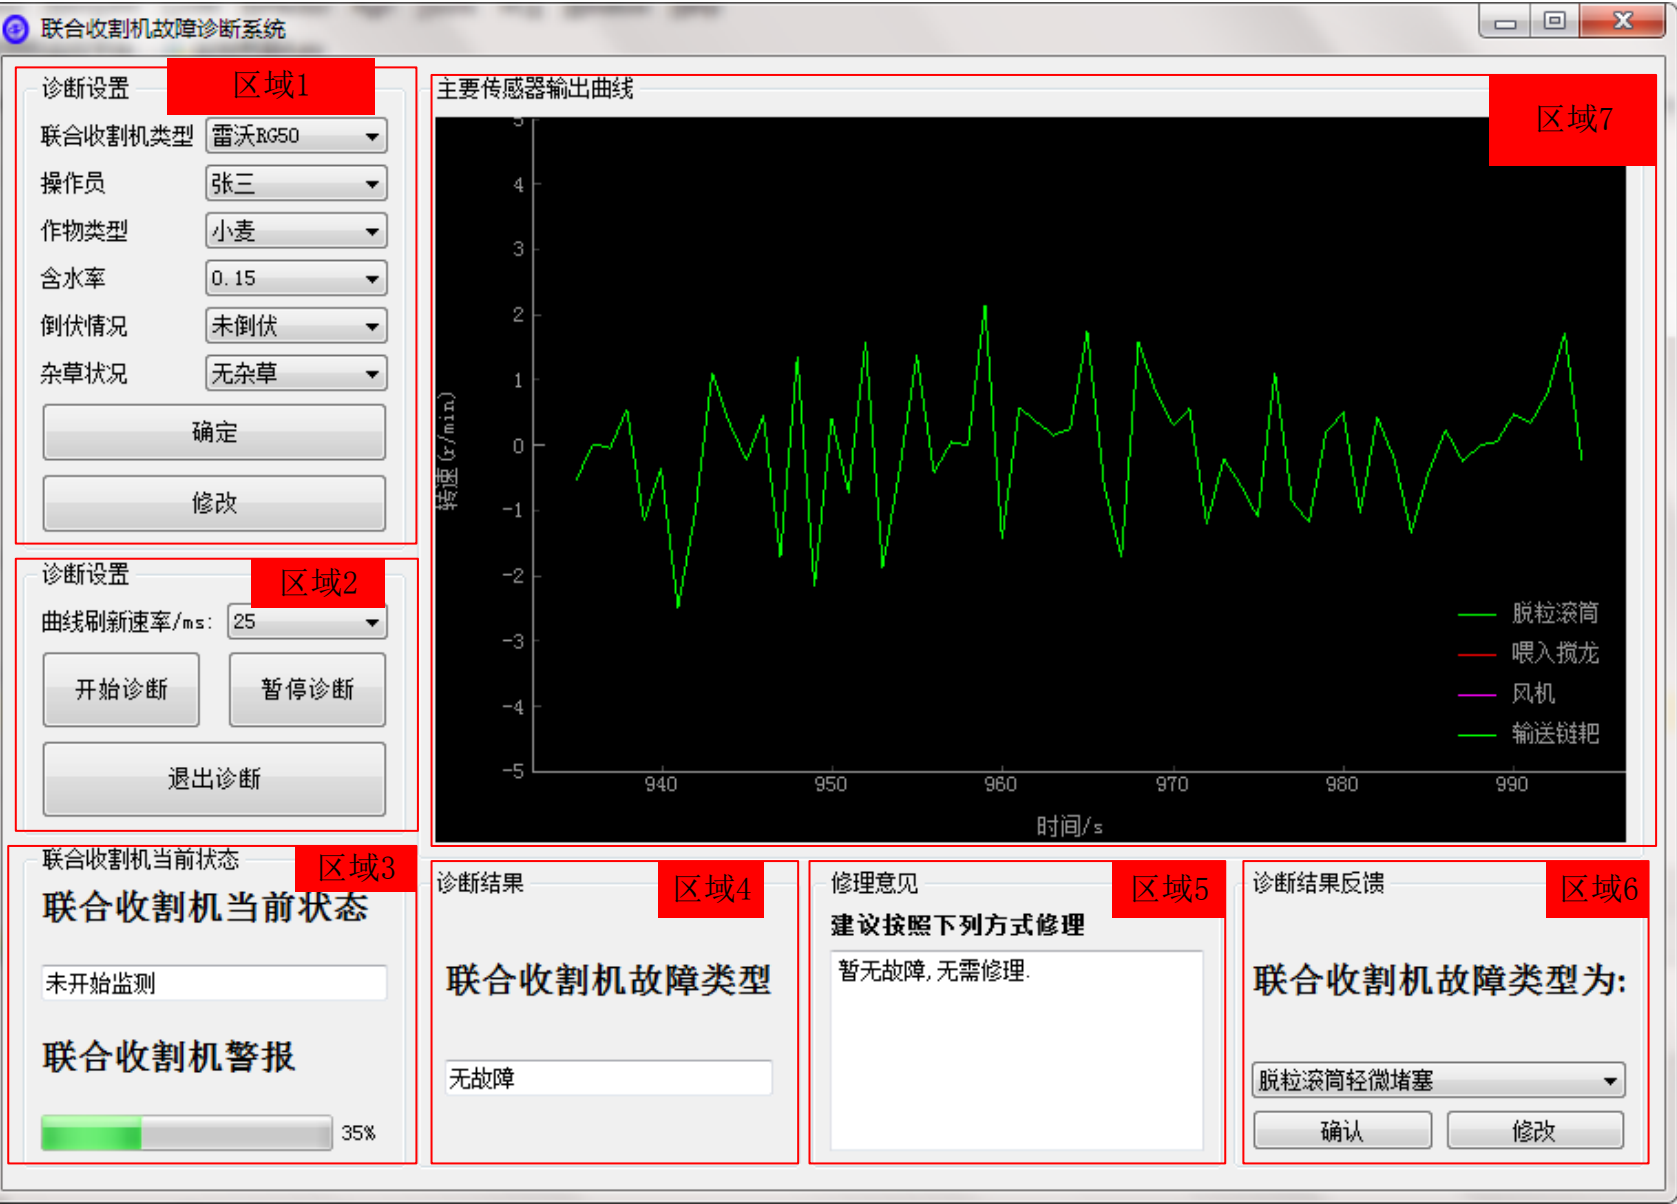 联合收割机故障诊断系统
诊断设置
区域1
联合收割机类型 雷沃RG50
操作员 张三
作物类型 小麦
含水率 0.15
倒伏情况 未倒伏
杂草状况 无杂草
确定
修改
诊断设置
区域2
曲线刷新速率/ms: 25
开始诊断 暂停诊断
退出诊断
联合收割机当前状态
区域3
联合收割机当前状态
未开始监测
联合收割机警报
35%
主要传感器输出曲线
区域7
5
4
3
2
1
0
-1
-2
-3
-4
-5
转速(r/min)
940 950 960 970 980 990
时间/s
脱粒滚筒
喂入搅龙
风机
输送链耙
诊断结果
区域4
联合收割机故障类型
无故障
修理意见
区域5
建议按照下列方式修理
暂无故障,无需修理.
诊断结果反馈
区域6
联合收割机故障类型为:
脱粒滚筒轻微堵塞
确认 修改